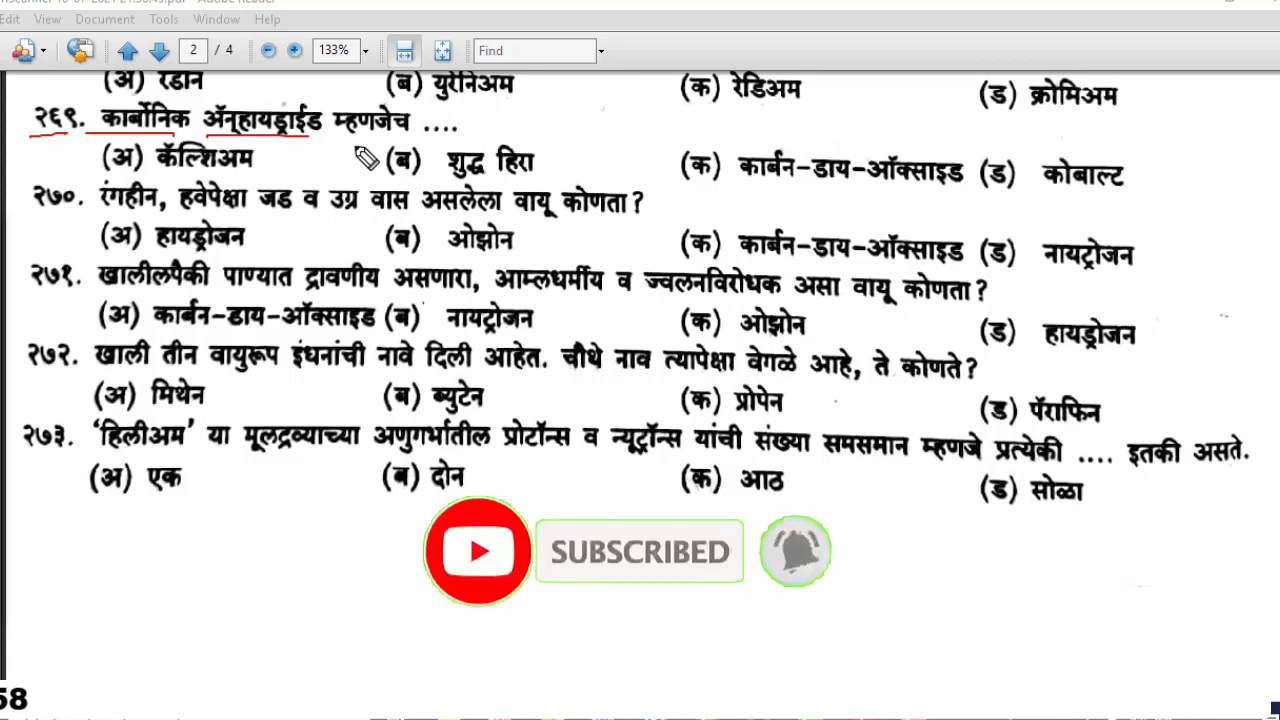 Edit View Document Tools Window Help
2 / 4 133% Find
(अ) रेडॉन (ब) युरेनिअम (क) रेडिअम (ड) क्रोमिअम
२६९. कार्बोनिक ॲन्हायड्राईड म्हणजेच ....
(अ) कॅल्शिअम (ब) शुद्ध हिरा (क) कार्बन-डाय-ऑक्साइड (ड) कोबाल्ट
२७०. रंगहीन, हवेपेक्षा जड व उग्र वास असलेला वायू कोणता?
(अ) हायड्रोजन (ब) ओझोन (क) कार्बन-डाय-ऑक्साइड (ड) नायट्रोजन
२७१. खालीलपैकी पाण्यात द्रावणीय असणारा, आम्लधर्मीय व ज्वलनविरोधक असा वायू कोणता?
(अ) कार्बन-डाय-ऑक्साइड (ब) नायट्रोजन (क) ओझोन (ड) हायड्रोजन
२७२. खाली तीन वायुरूप इंधनांची नावे दिली आहेत. चौथे नाव त्यापेक्षा वेगळे आहे, ते कोणते?
(अ) मिथेन (ब) ब्युटेन (क) प्रोपेन (ड) पॅराफिन
२७३. ‘हिलीअम’ या मूलद्रव्याच्या अणुगर्भातील प्रोटॉन्स व न्यूट्रॉन्स यांची संख्या समसमान म्हणजे प्रत्येकी .... इतकी असते.
(अ) एक (ब) दोन (क) आठ (ड) सोळा
SUBSCRIBED
58